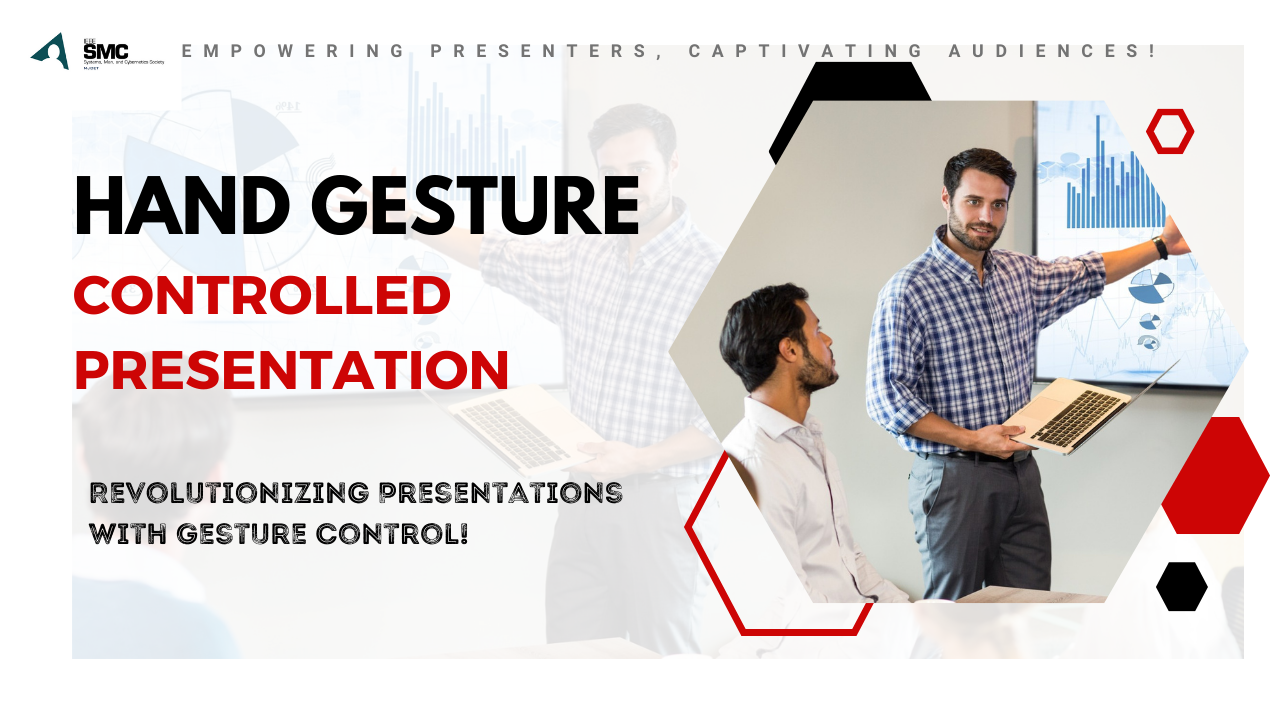 IEEE
SMC
Systems, Man, and Cybernetics Society
EMPOWERING PRESENTERS, CAPTIVATING AUDIENCES!
HAND GESTURE
CONTROLLED
PRESENTATION
REVOLUTIONIZING PRESENTATIONS
WITH GESTURE CONTROL!